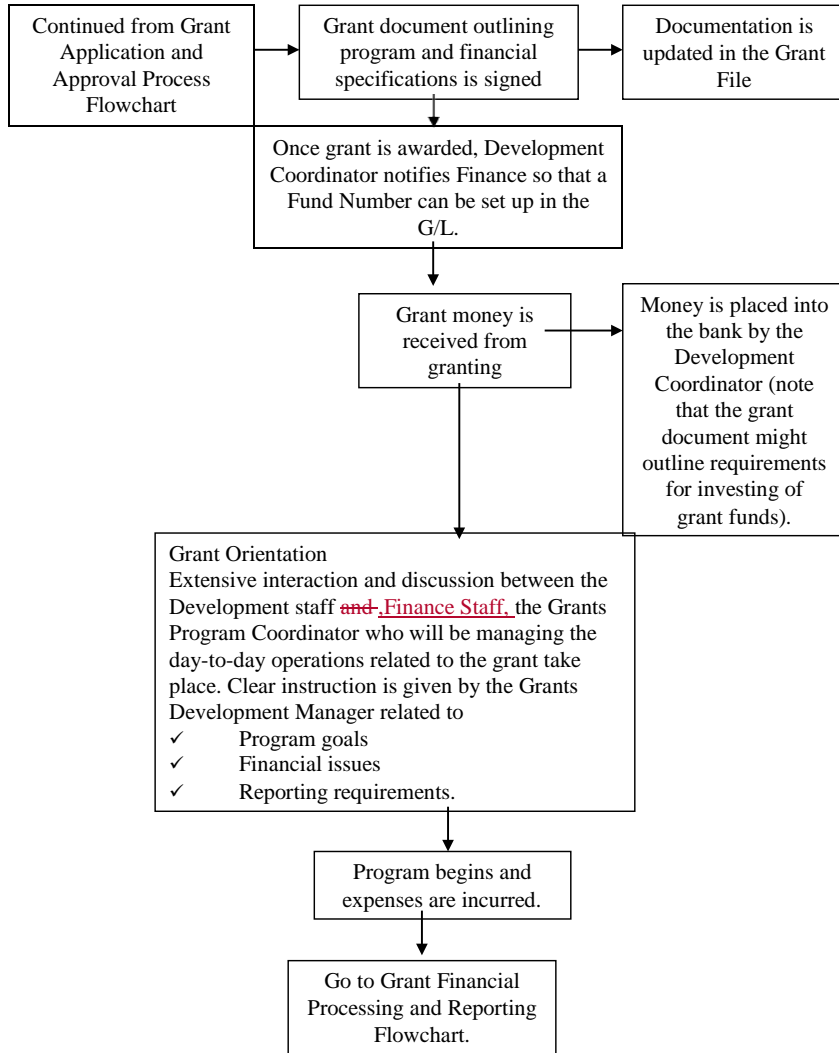 Continued from Grant
Application and
Approval Process
Flowchart
Grant document outlining
program and financial
specifications is signed
Documentation is
updated in the Grant
File
Once grant is awarded, Development
Coordinator notifies Finance so that a
Fund Number can be set up in the
G/L.
Grant money is
received from
granting
Money is placed into
the bank by the
Development
Coordinator (note
that the grant
document might
outline requirements
for investing of
grant funds).
Grant Orientation
Extensive interaction and discussion between the
Development staff and ,Finance Staff, the Grants
Program Coordinator who will be managing the
day-to-day operations related to the grant take
place. Clear instruction is given by the Grants
Development Manager related to
✓ Program goals
✓ Financial issues
✓ Reporting requirements.
Program begins and
expenses are incurred.
Go to Grant Financial
Processing and Reporting
Flowchart.